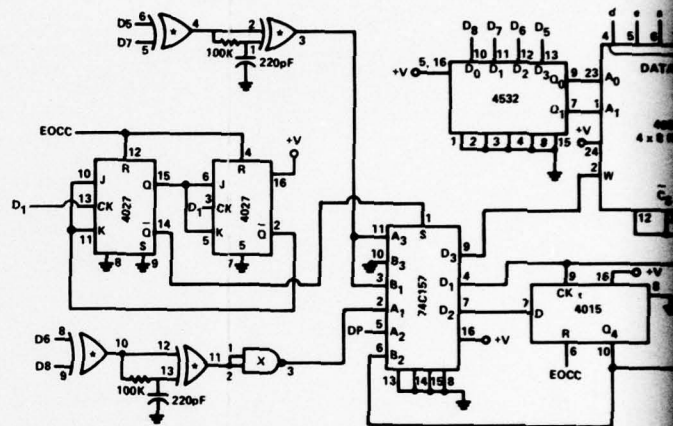 D5 6 4 2 3
D7 5 100K 1 220pF
d e a
4 5 6
D8 D7 D6 D5
10 11 12 13
5, 16 +V D0 D1 D2 D3 Q0 9 23 A0 DATA
4532 Q1 7 1 A1
1 2 3 4 8 15 +V 24
4 x 8
2 W
12
EOCC
12 4 +V
R R 16
10 J Q 15 6 J
D1 13 CK D1 3 CK
4027 4027
11 K Q 14 5 K Q 2
S 5
8 9 7
1
S
11 A3 D3 9
10 B3
3 B1 D1 4
74C157
2 A1 D2 7
DP 5 A2 16 +V
6 B2
13 14 15 8
9 16 +V
CK 8
7 D 4015
R Q4
6 10
EOCC
D6 8 10 12 11 1 X 3
D8 9 13 2
100K 220pF